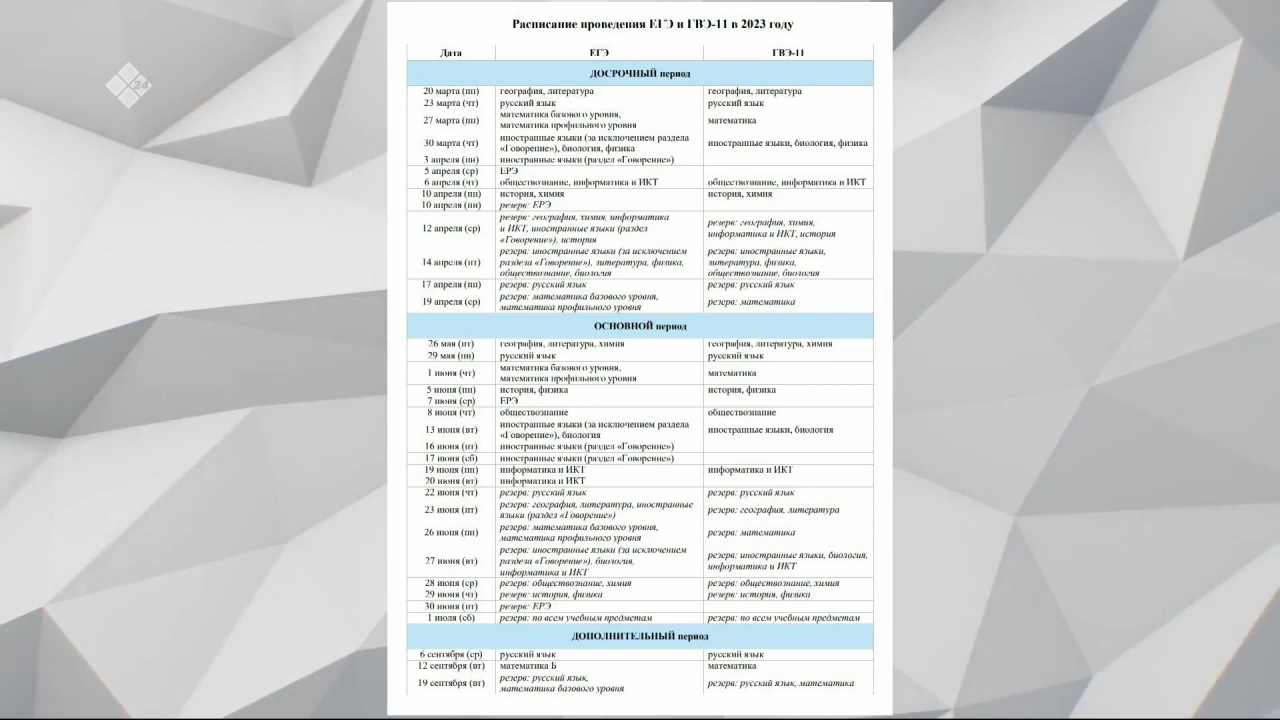 Расписание проведения ЕГЭ и ГВЭ-11 в 2023 году
Дата ЕГЭ ГВЭ-11
ДОСРОЧНЫЙ период
20 марта (пн) география, литература география, литература
23 марта (чт) русский язык русский язык
27 марта (пн) математика базового уровня,
математика профильного уровня математика
30 марта (чт) иностранные языки (за исключением раздела
«Говорение»), биология, физика иностранные языки, биология, физика
3 апреля (пн) иностранные языки (раздел «Говорение»)
5 апреля (ср) ЕРЭ
6 апреля (чт) обществознание, информатика и ИКТ обществознание, информатика и ИКТ
10 апреля (пн) история, химия история, химия
10 апреля (пн) резерв: ЕРЭ
12 апреля (ср) резерв: география, химия, информатика
и ИКТ, иностранные языки (раздел
«Говорение»), история резерв: география, химия,
информатика и ИКТ, история
14 апреля (пт) резерв: иностранные языки (за исключением
раздела «Говорение»), литература, физика,
обществознание, биология резерв: иностранные языки,
литература, физика,
обществознание, биология
17 апреля (пн) резерв: русский язык резерв: русский язык
19 апреля (ср) резерв: математика базового уровня,
математика профильного уровня резерв: математика
ОСНОВНОЙ период
26 мая (пт) география, литература, химия география, литература, химия
29 мая (пн) русский язык русский язык
1 июня (чт) математика базового уровня,
математика профильного уровня математика
5 июня (пн) история, физика история, физика
7 июня (ср) ЕРЭ
8 июня (чт) обществознание обществознание
13 июня (вт) иностранные языки (за исключением раздела
«Говорение»), биология иностранные языки, биология
16 июня (пт) иностранные языки (раздел «Говорение»)
17 июня (сб) иностранные языки (раздел «Говорение»)
19 июня (пн) информатика и ИКТ информатика и ИКТ
20 июня (вт) информатика и ИКТ
22 июня (чт) резерв: русский язык резерв: русский язык
23 июня (пт) резерв: география, литература, иностранные
языки (раздел «Говорение») резерв: география, литература
26 июня (пн) резерв: математика базового уровня,
математика профильного уровня резерв: математика
27 июня (вт) резерв: иностранные языки (за исключением
раздела «Говорение»), биология,
информатика и ИКТ резерв: иностранные языки, биология,
информатика и ИКТ
28 июня (ср) резерв: обществознание, химия резерв: обществознание, химия
29 июня (чт) резерв: история, физика резерв: история, физика
30 июня (пт) резерв: ЕРЭ
1 июля (сб) резерв: по всем учебным предметам резерв: по всем учебным предметам
ДОПОЛНИТЕЛЬНЫЙ период
6 сентября (ср) русский язык русский язык
12 сентября (вт) математика Б математика
19 сентября (вт) резерв: русский язык,
математика базового уровня резерв: русский язык, математика
24